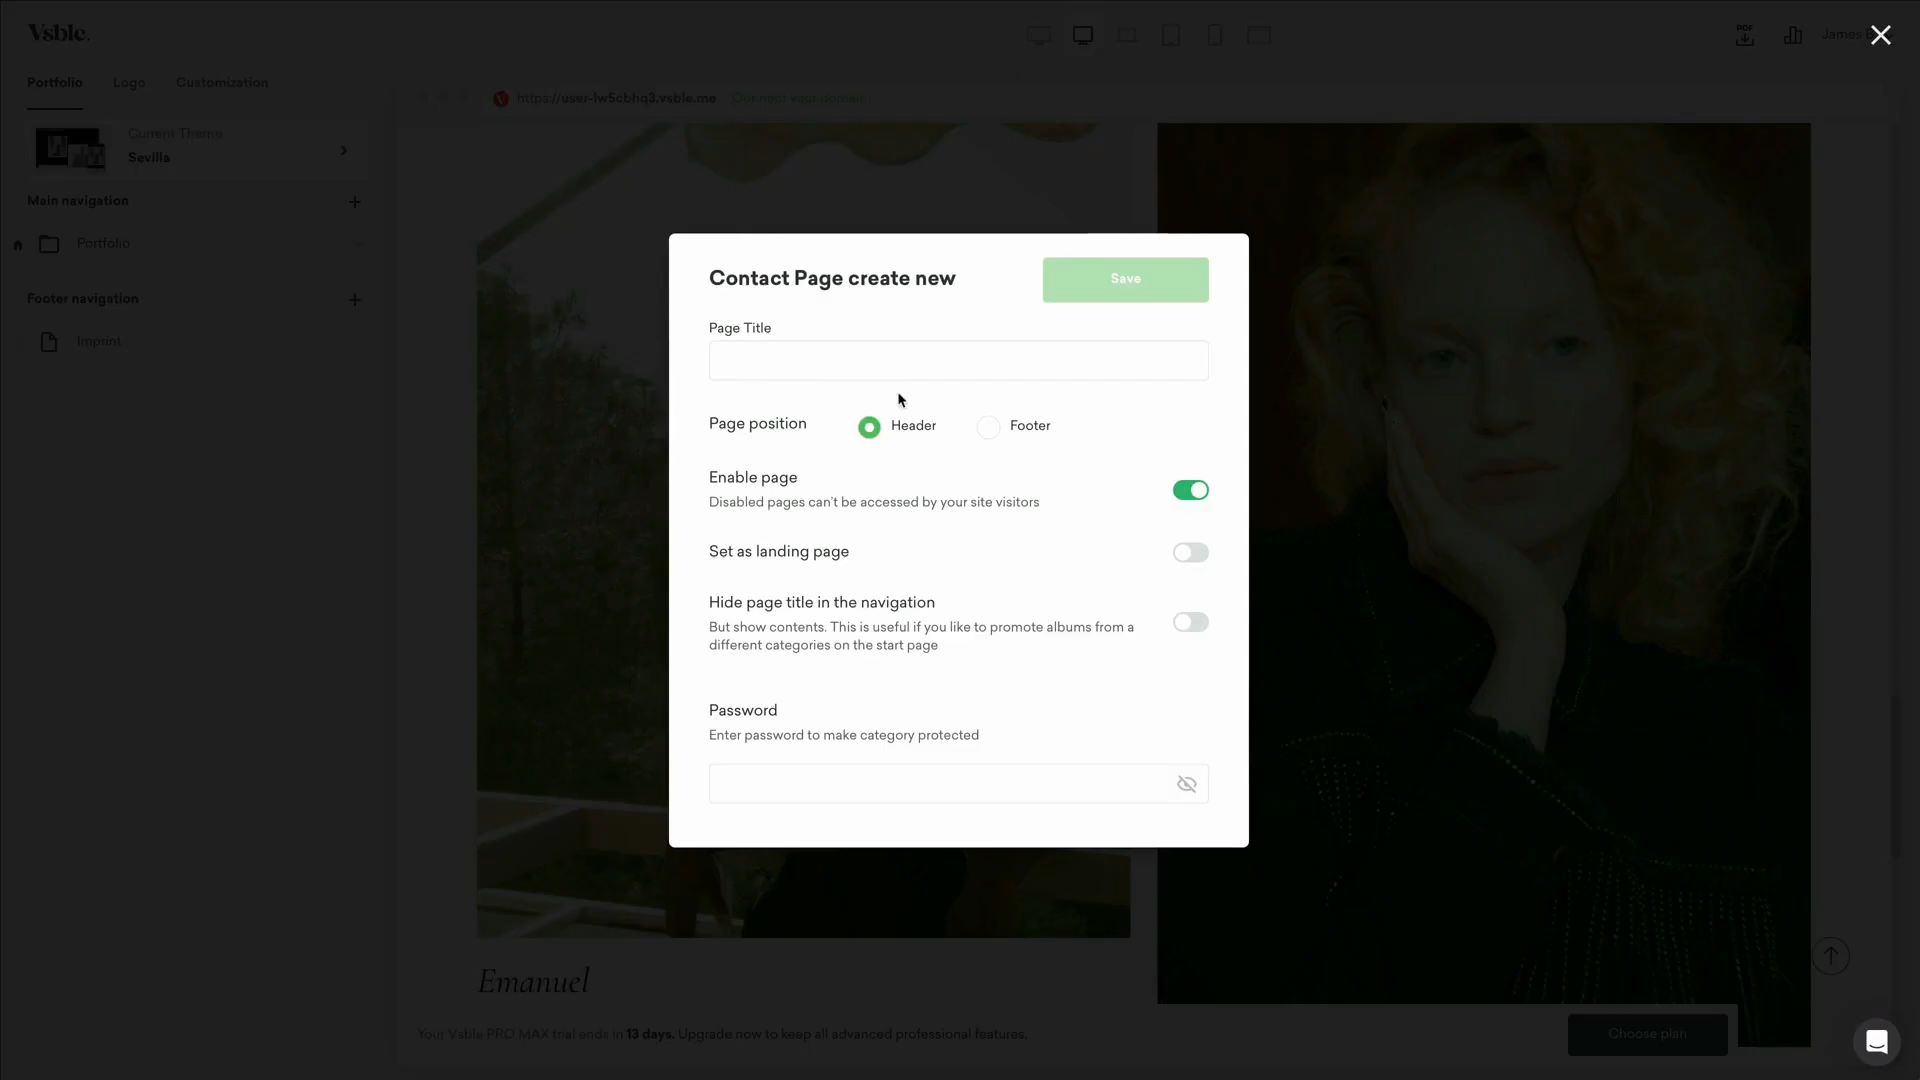 Vsble.
PDF
James
Portfolio
Logo
Customization
https://user-lw5cbhq3.vsble.me
Connect your domain
Current Theme
Sevilla
Main navigation
Portfolio
Footer navigation
Imprint
Contact Page create new
Save
Page Title
Page position
Header
Footer
Enable page
Disabled pages can't be accessed by your site visitors
Set as landing page
Hide page title in the navigation
But show contents. This is useful if you like to promote albums from a
different categories on the start page
Password
Enter password to make category protected
Emanuel
Your Vsble PRO MAX trial ends in 13 days. Upgrade now to keep all advanced professional features.
Choose plan